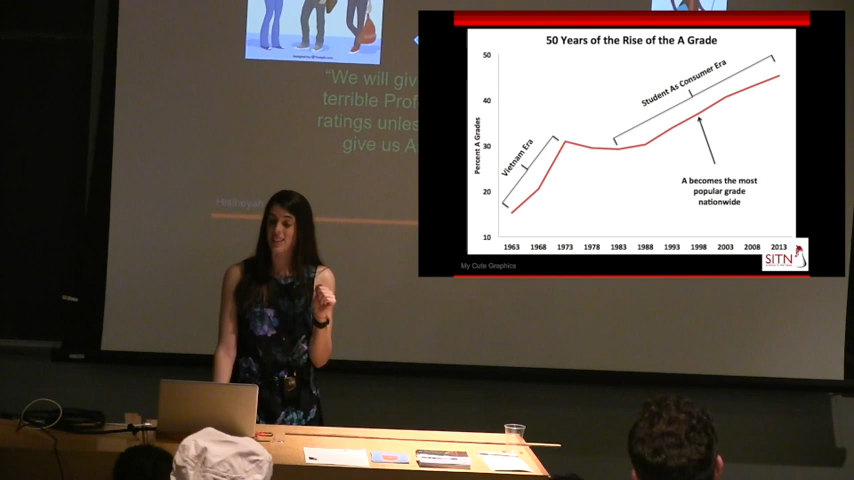 50 Years of the Rise of the A Grade
50
40
30
20
10
Percent A Grades
Vietnam Era
Student As Consumer Era
A becomes the most
popular grade
nationwide
1963 1968 1973 1978 1983 1988 1993 1998 2003 2008 2013
SITN
My Cute Graphics
"We will giv
terrible Prof
ratings unles
give us A